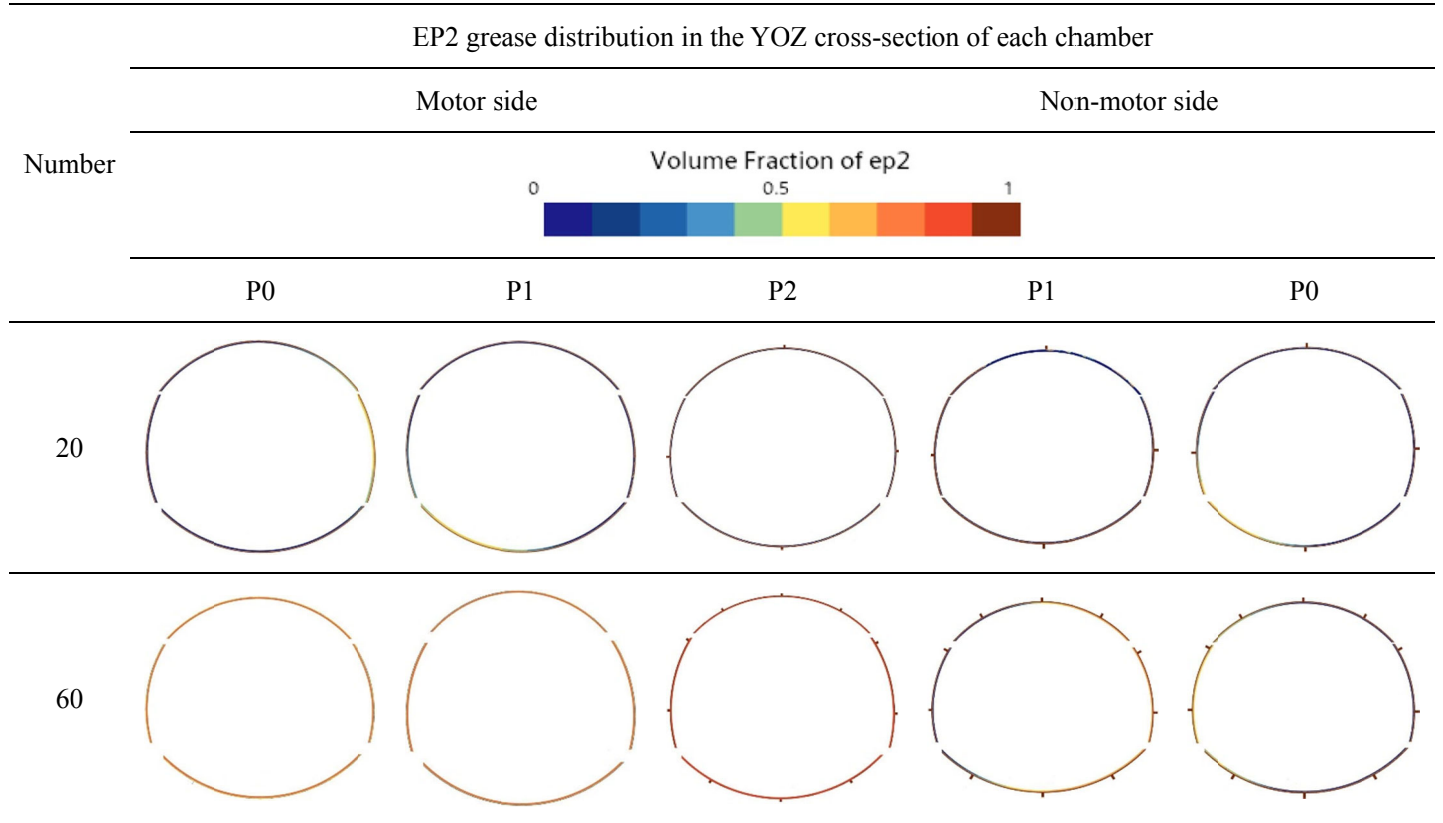 EP2 grease distribution in the YOZ cross-section of each chamber
Motor side Non-motor side
Number
Volume Fraction of ep2
0 0.5 1
P0 P1 P2 P1 P0
20
60